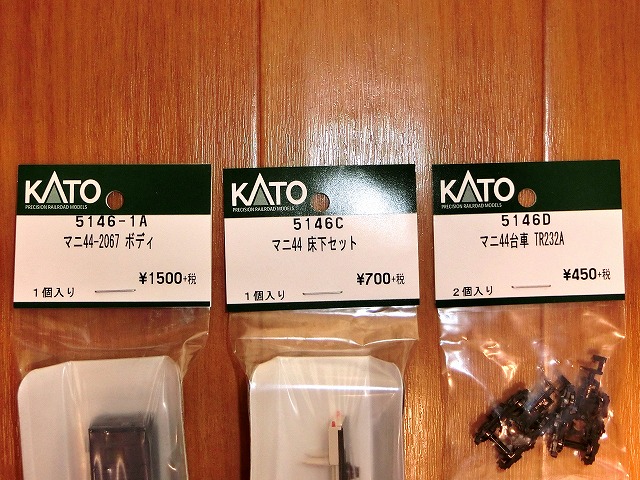 KATO
PRECISION RAILROAD MODELS
5146-1A
マニ44-2067 ボディ
¥1500+税
1個入り
KATO
PRECISION RAILROAD MODELS
5146C
マニ44 床下セット
¥700+税
1個入り
KATO
PRECISION RAILROAD MODELS
5146D
マニ44台車 TR232A
¥450+税
2個入り